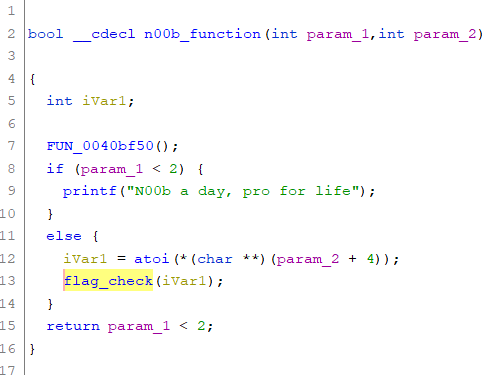 1
2 bool __cdecl n00b_function(int param_1,int param_2)
3
4 {
5   int iVar1;
6
7   FUN_0040bf50();
8   if (param_1 < 2) {
9     printf("N00b a day, pro for life");
10   }
11   else {
12     iVar1 = atoi(*(char **)(param_2 + 4));
13     flag_check(iVar1);
14   }
15   return param_1 < 2;
16 }
17